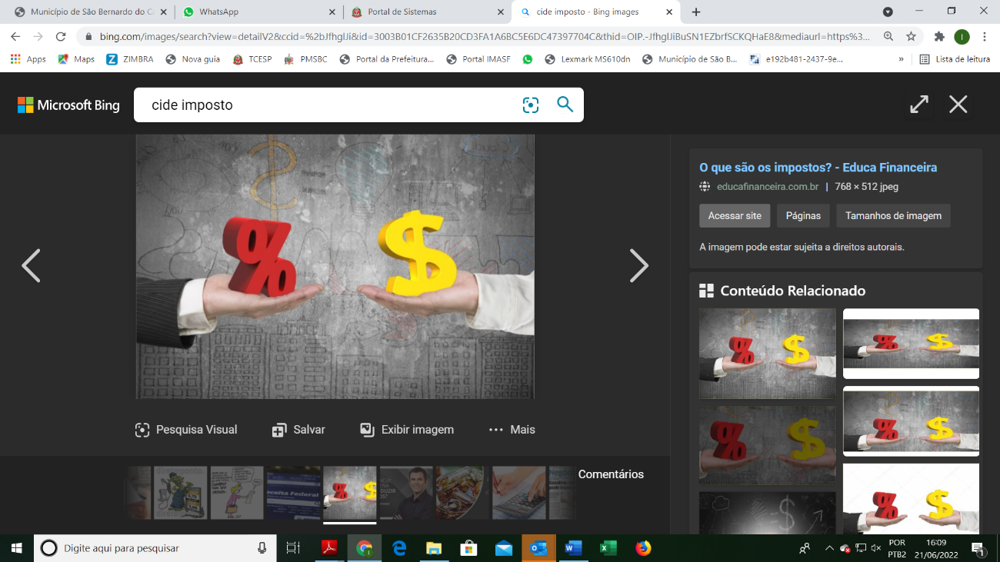 Município de São Bernardo do C
WhatsApp
Portal de Sistemas
cide imposto - Bing images
bing.com/images/search?view=detailV2&ccid=%2bJfhglJi&id=3003B01CF2635B20CD3FA1A6BC5E6DC47397704C&thid=OIP.-JfhglJiBuSN1EZbrfSCKQHaE8&mediaurl=https%3...
Apps
Maps
ZIMBRA
Nova guia
TCESP
PMSBC
Portal da Prefeitura...
Portal IMASF
Lexmark MS610dn
Município de São B...
e192b481-2437-9e...
»
Lista de leitura
Microsoft Bing
cide imposto
% $
O que são os impostos? - Educa Financeira
educafinanceira.com.br | 768 × 512 jpeg
Acessar site
Páginas
Tamanhos de imagem
A imagem pode estar sujeita a direitos autorais.
Conteúdo Relacionado
Pesquisa Visual
Salvar
Exibir imagem
Mais
Comentários
Digite aqui para pesquisar
POR
PTB2
16:09
21/06/2022
1